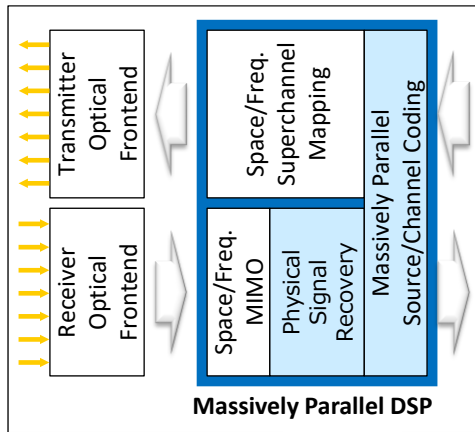 Transmitter
Optical
Frontend
Space/Freq.
Superchannel
Mapping
Massively Parallel
Source/Channel Coding
Receiver
Optical
Frontend
Space/Freq.
MIMO
Physical
Signal
Recovery
Massively Parallel DSP